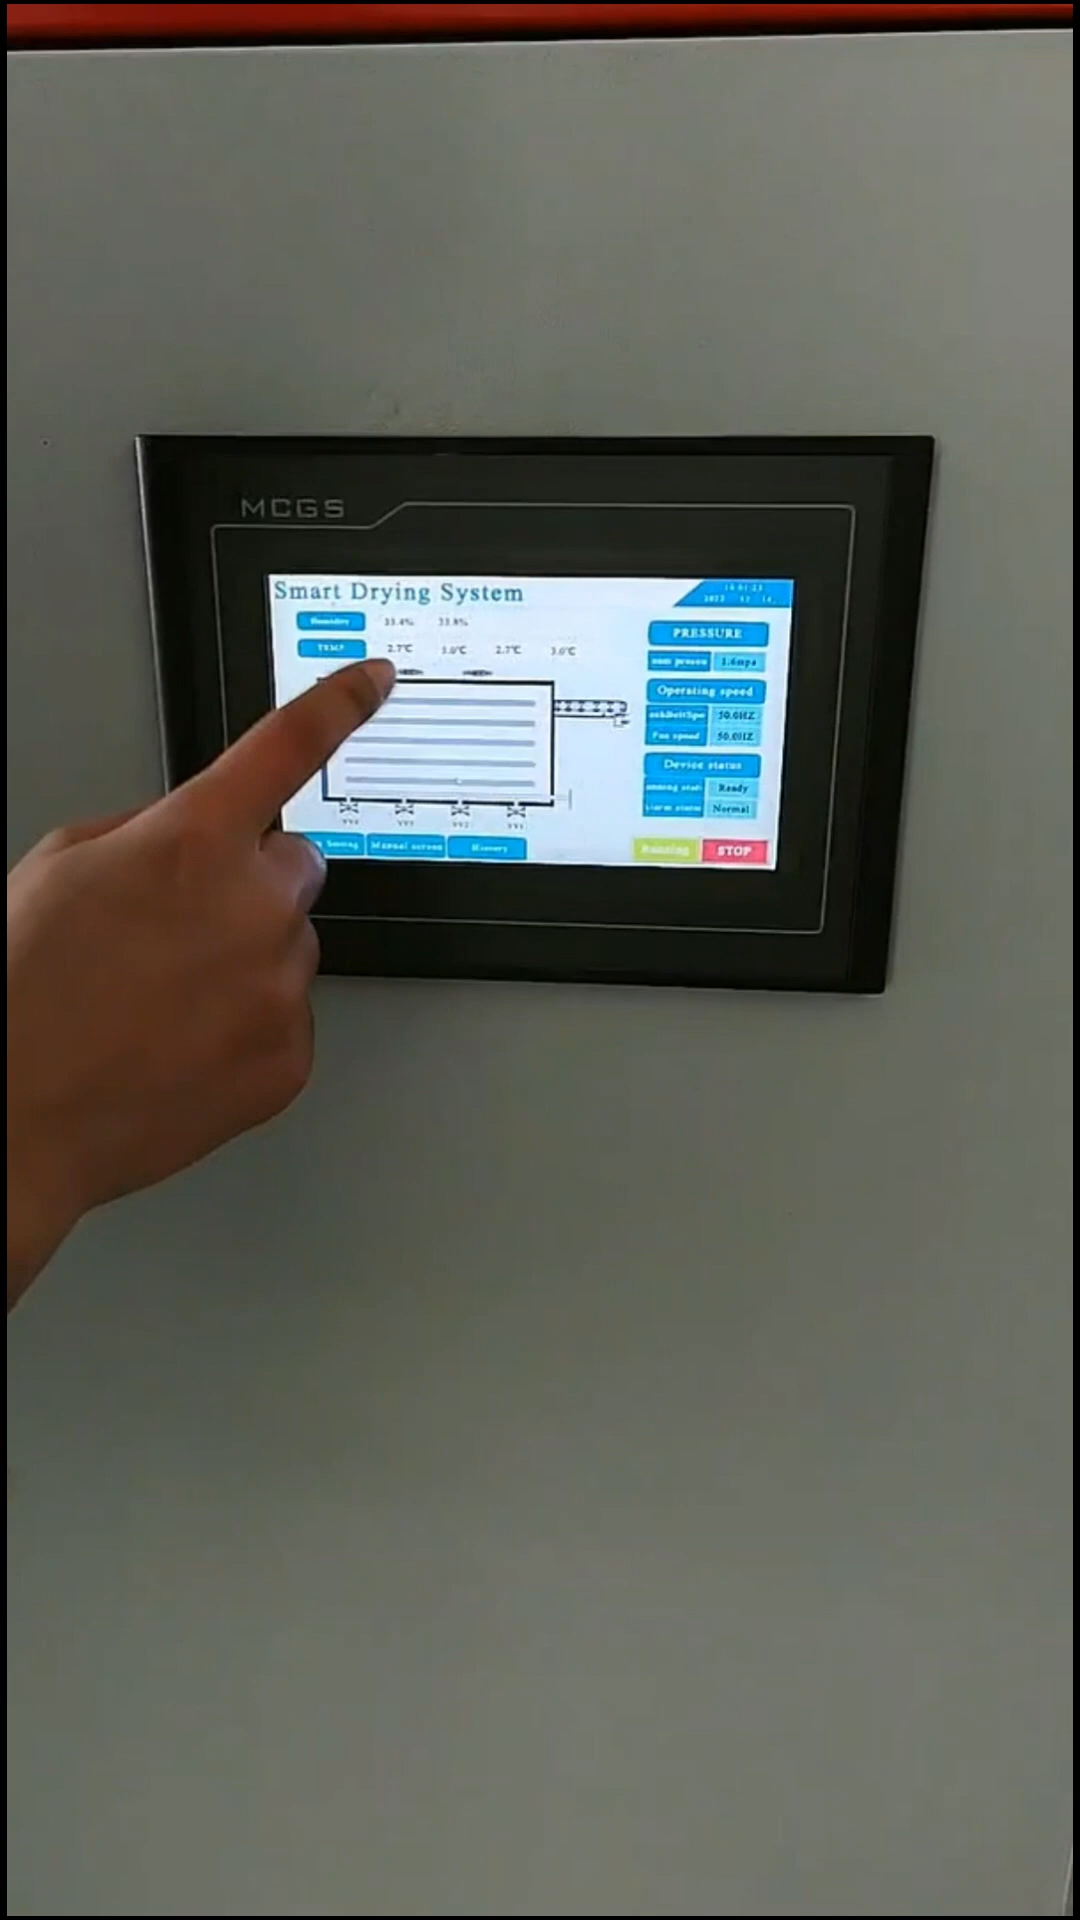 MCGS
Smart Drying System
Humidity 33.4% 33.8%
TEMP 2.7℃ 3.0℃ 2.7℃ 3.0℃
PRESSURE
1.6mpa
Operating speed
50.0HZ
Fan speed 50.0HZ
Device status
Ready
Normal
Setting Manual screen History
Running STOP